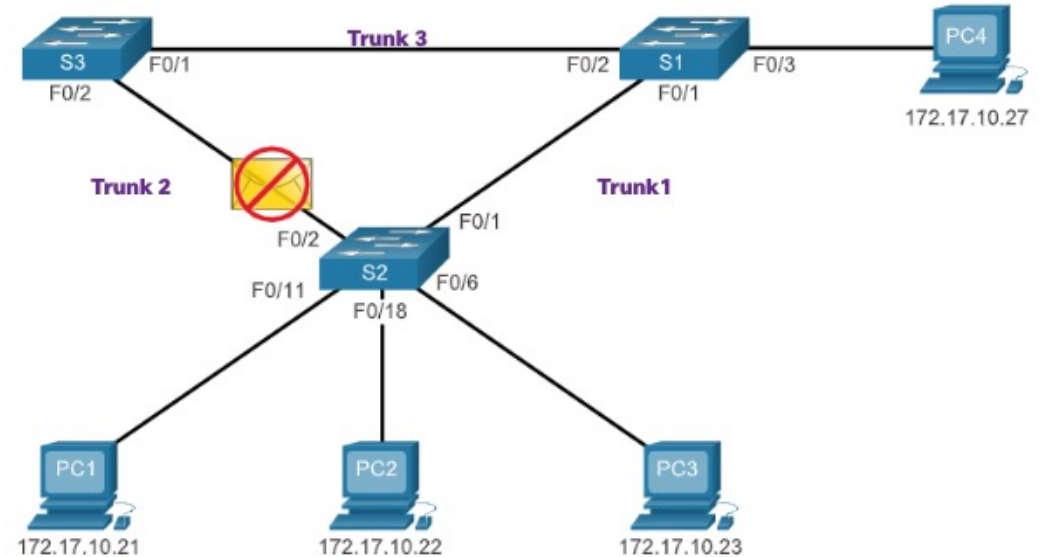 Trunk 3
S3
F0/1
F0/2
F0/2
S1
F0/3
F0/1
PC4
172.17.10.27
Trunk 2
Trunk1
F0/1
F0/2
S2
F0/11
F0/18
F0/6
PC1
172.17.10.21
PC2
172.17.10.22
PC3
172.17.10.23